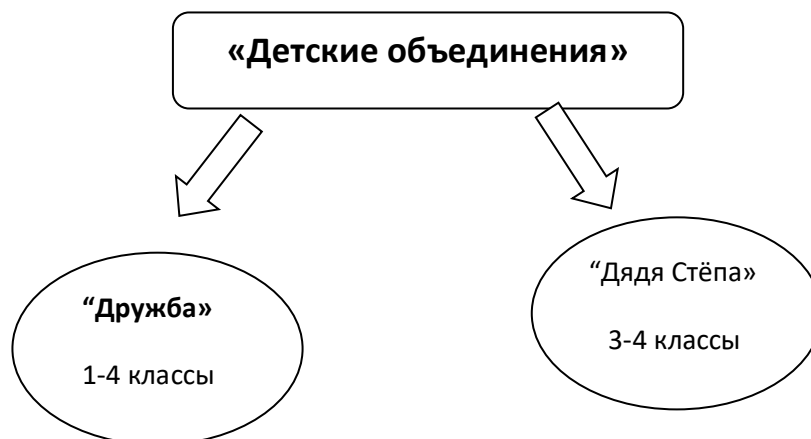 «Детские объединения»
“Дружба»
1-4 классы
“Дядя Стёпа»
3-4 классы